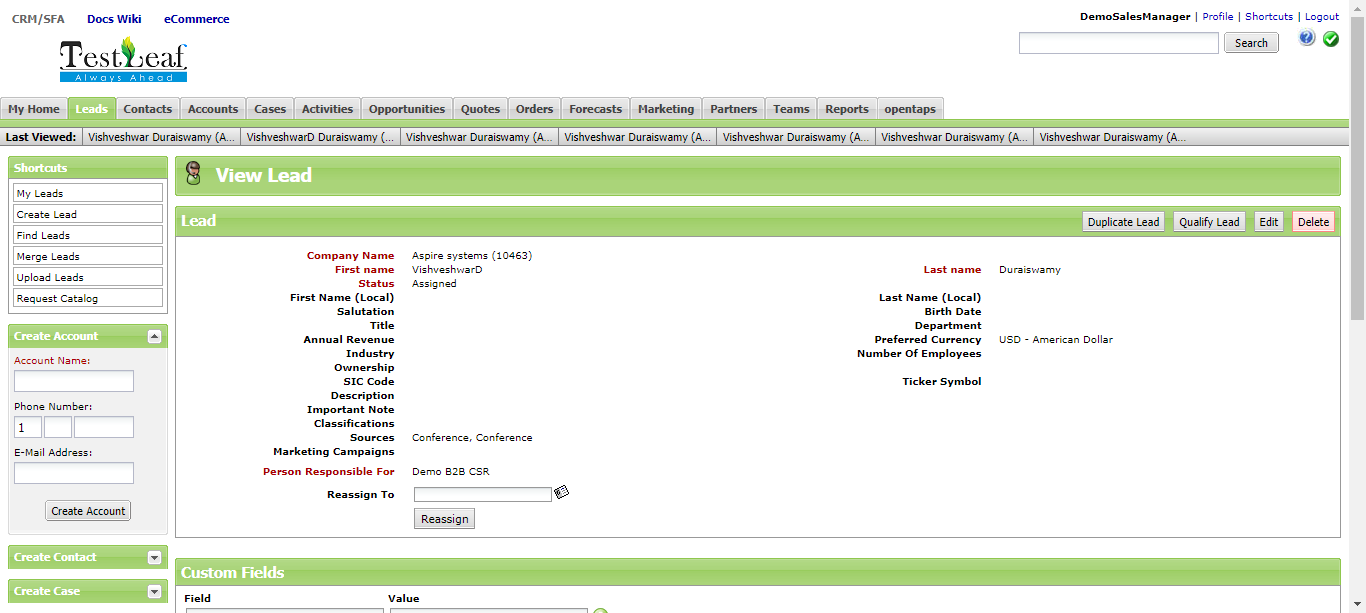 CRM/SFA Docs Wiki eCommerce
DemoSalesManager | Profile | Shortcuts | Logout
TestLeaf
Always Ahead
Search
My Home Leads Contacts Accounts Cases Activities Opportunities Quotes Orders Forecasts Marketing Partners Teams Reports opentaps
Last Viewed: Vishveshwar Duraiswamy (A... VishveshwarD Duraiswamy (... Vishveshwar Duraiswamy (A... Vishveshwar Duraiswamy (A... Vishveshwar Duraiswamy (A... Vishveshwar Duraiswamy (A... Vishveshwar Duraiswamy (A...
Shortcuts
My Leads
Create Lead
Find Leads
Merge Leads
Upload Leads
Request Catalog
Create Account
Account Name:
Phone Number:
1
E-Mail Address:
Create Account
Create Contact
Create Case
View Lead
Lead Duplicate Lead Qualify Lead Edit Delete
Company Name Aspire systems (10463)
First name VishveshwarD Last name Duraiswamy
Status Assigned
First Name (Local) Last Name (Local)
Salutation Birth Date
Title Department
Annual Revenue Preferred Currency USD - American Dollar
Industry Number Of Employees
Ownership
SIC Code Ticker Symbol
Description
Important Note
Classifications
Sources Conference, Conference
Marketing Campaigns
Person Responsible For Demo B2B CSR
Reassign To
Reassign
Custom Fields
Field Value